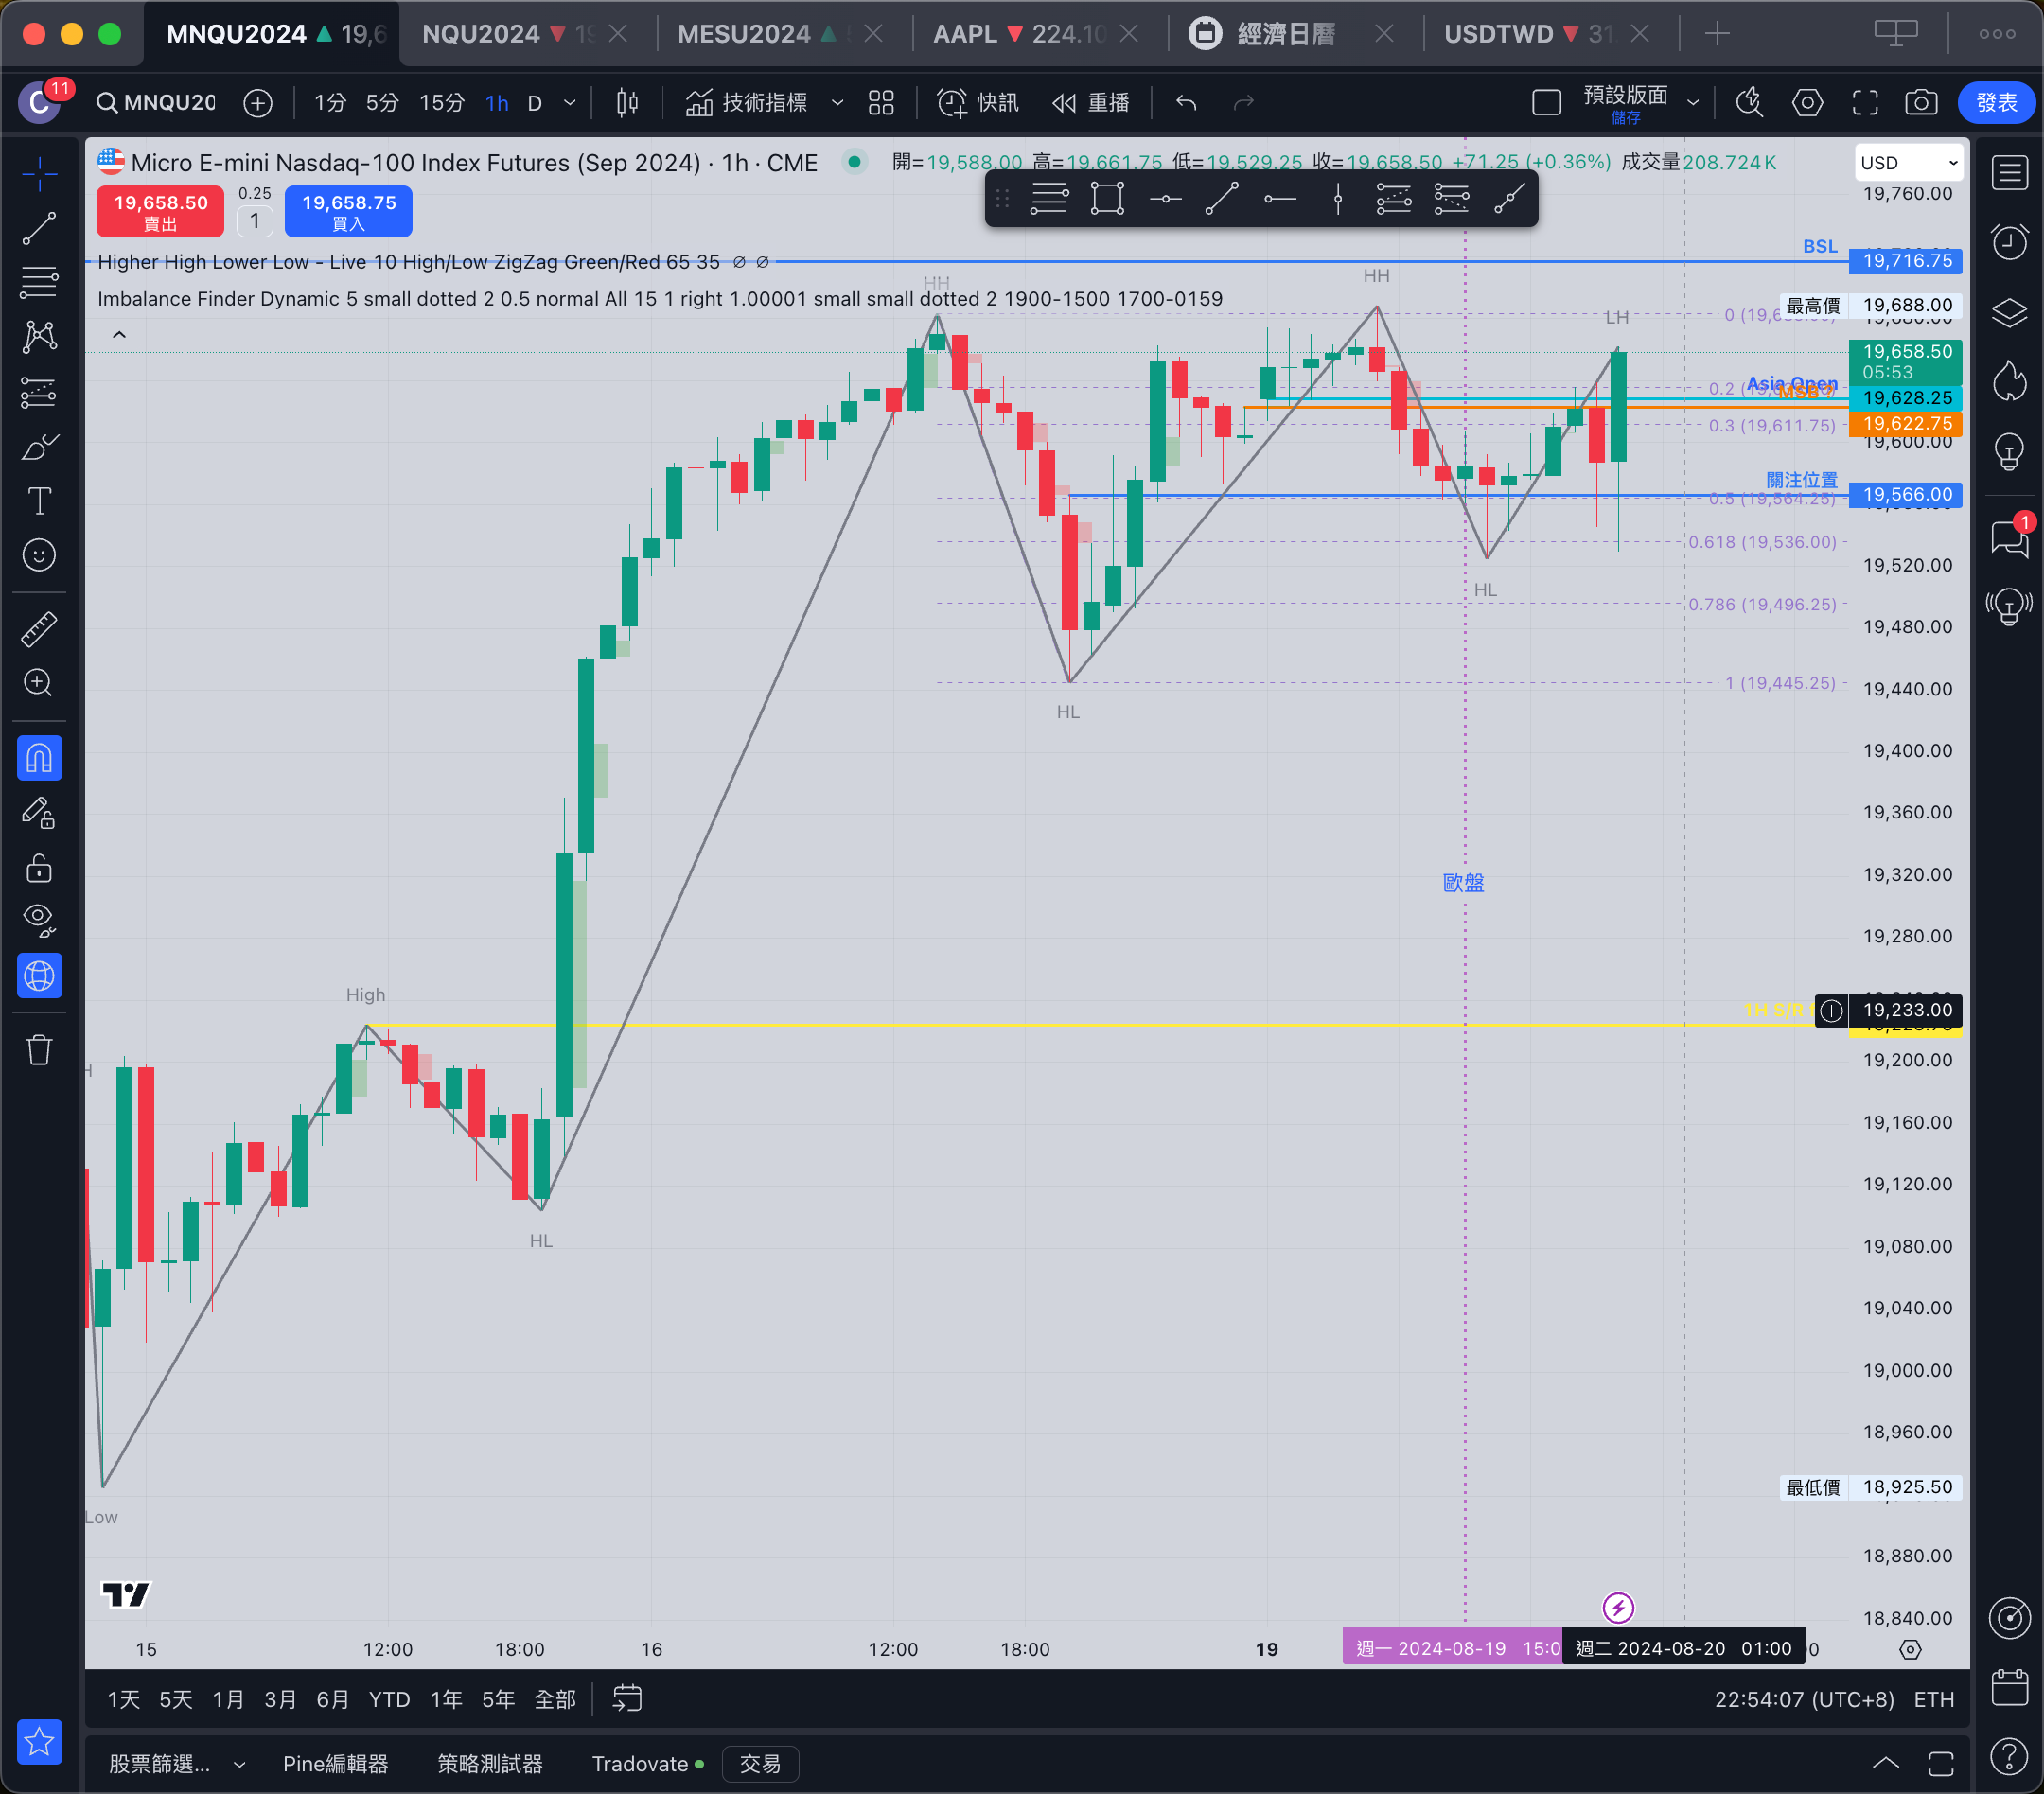 MNQU2024 ▲ 19,6
NQU2024 ▼ 19
MESU2024 ▲
AAPL ▼ 224.10
經濟日曆
USDTWD ▼ 31.
C
11
MNQU20
1分 5分 15分 1h D
技術指標
快訊
重播
預設版面
儲存
發表
Micro E-mini Nasdaq-100 Index Futures (Sep 2024) · 1h · CME
開=19,588.00 高=19,661.75 低=19,529.25 收=19,658.50 +71.25 (+0.36%) 成交量208.724K
USD
19,658.50
賣出
0.25
1
19,658.75
買入
Higher High Lower Low - Live 10 High/Low ZigZag Green/Red 65 35 ∅ ∅
Imbalance Finder Dynamic 5 small dotted 2 0.5 normal All 15 1 right 1.00001 small small dotted 2 1900-1500 1700-0159
19,760.00
BSL
19,716.75
HH
HH
最高價 19,688.00
LH
19,658.50
05:53
Asia Open
19,628.25
19,622.75
0.3 (19,611.75)
19,600.00
關注位置
19,566.00
0.5 (19,564.25)
0.618 (19,536.00)
19,520.00
HL
0.786 (19,496.25)
19,480.00
1 (19,445.25)
19,440.00
HL
19,400.00
19,360.00
19,320.00
歐盤
19,280.00
High
1H S/R
19,233.00
19,200.00
19,160.00
19,120.00
HL
19,080.00
19,040.00
19,000.00
18,960.00
最低價 18,925.50
Low
18,880.00
18,840.00
15 12:00 18:00 16 12:00 18:00 19
週一 2024-08-19 15:0
週二 2024-08-20 01:00
1天 5天 1月 3月 6月 YTD 1年 5年 全部
22:54:07 (UTC+8) ETH
股票篩選...
Pine編輯器
策略測試器
Tradovate
交易
1